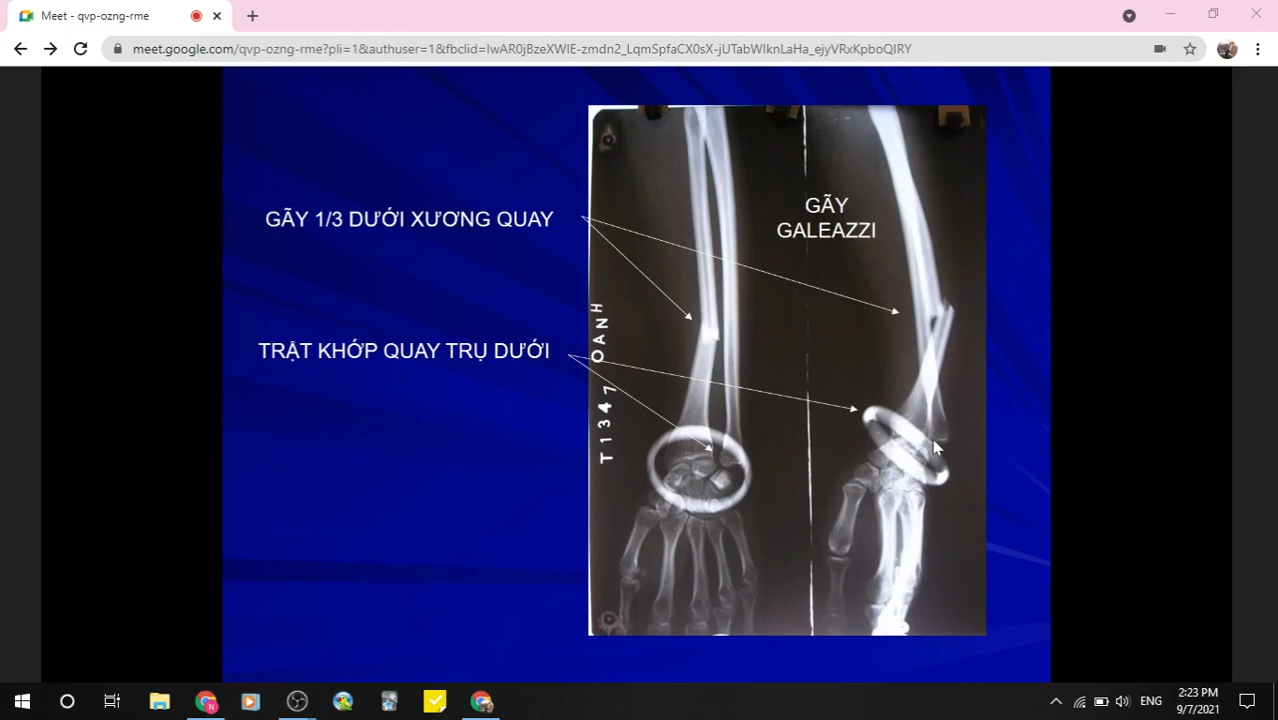 Meet - qvp-ozng-rme
meet.google.com/qvp-ozng-rme?pli=1&authuser=1&fbclid=IwAR0jBzeXWlE-zmdn2_LqmSpfaCX0sX-jUTabWlknLaHa_ejyVRxKpboQIRY
GÃY 1/3 DƯỚI XƯƠNG QUAY
GÃY
GALEAZZI
TRẬT KHỚP QUAY TRỤ DƯỚI
T1347 OANH
ENG
2:23 PM
9/7/2021